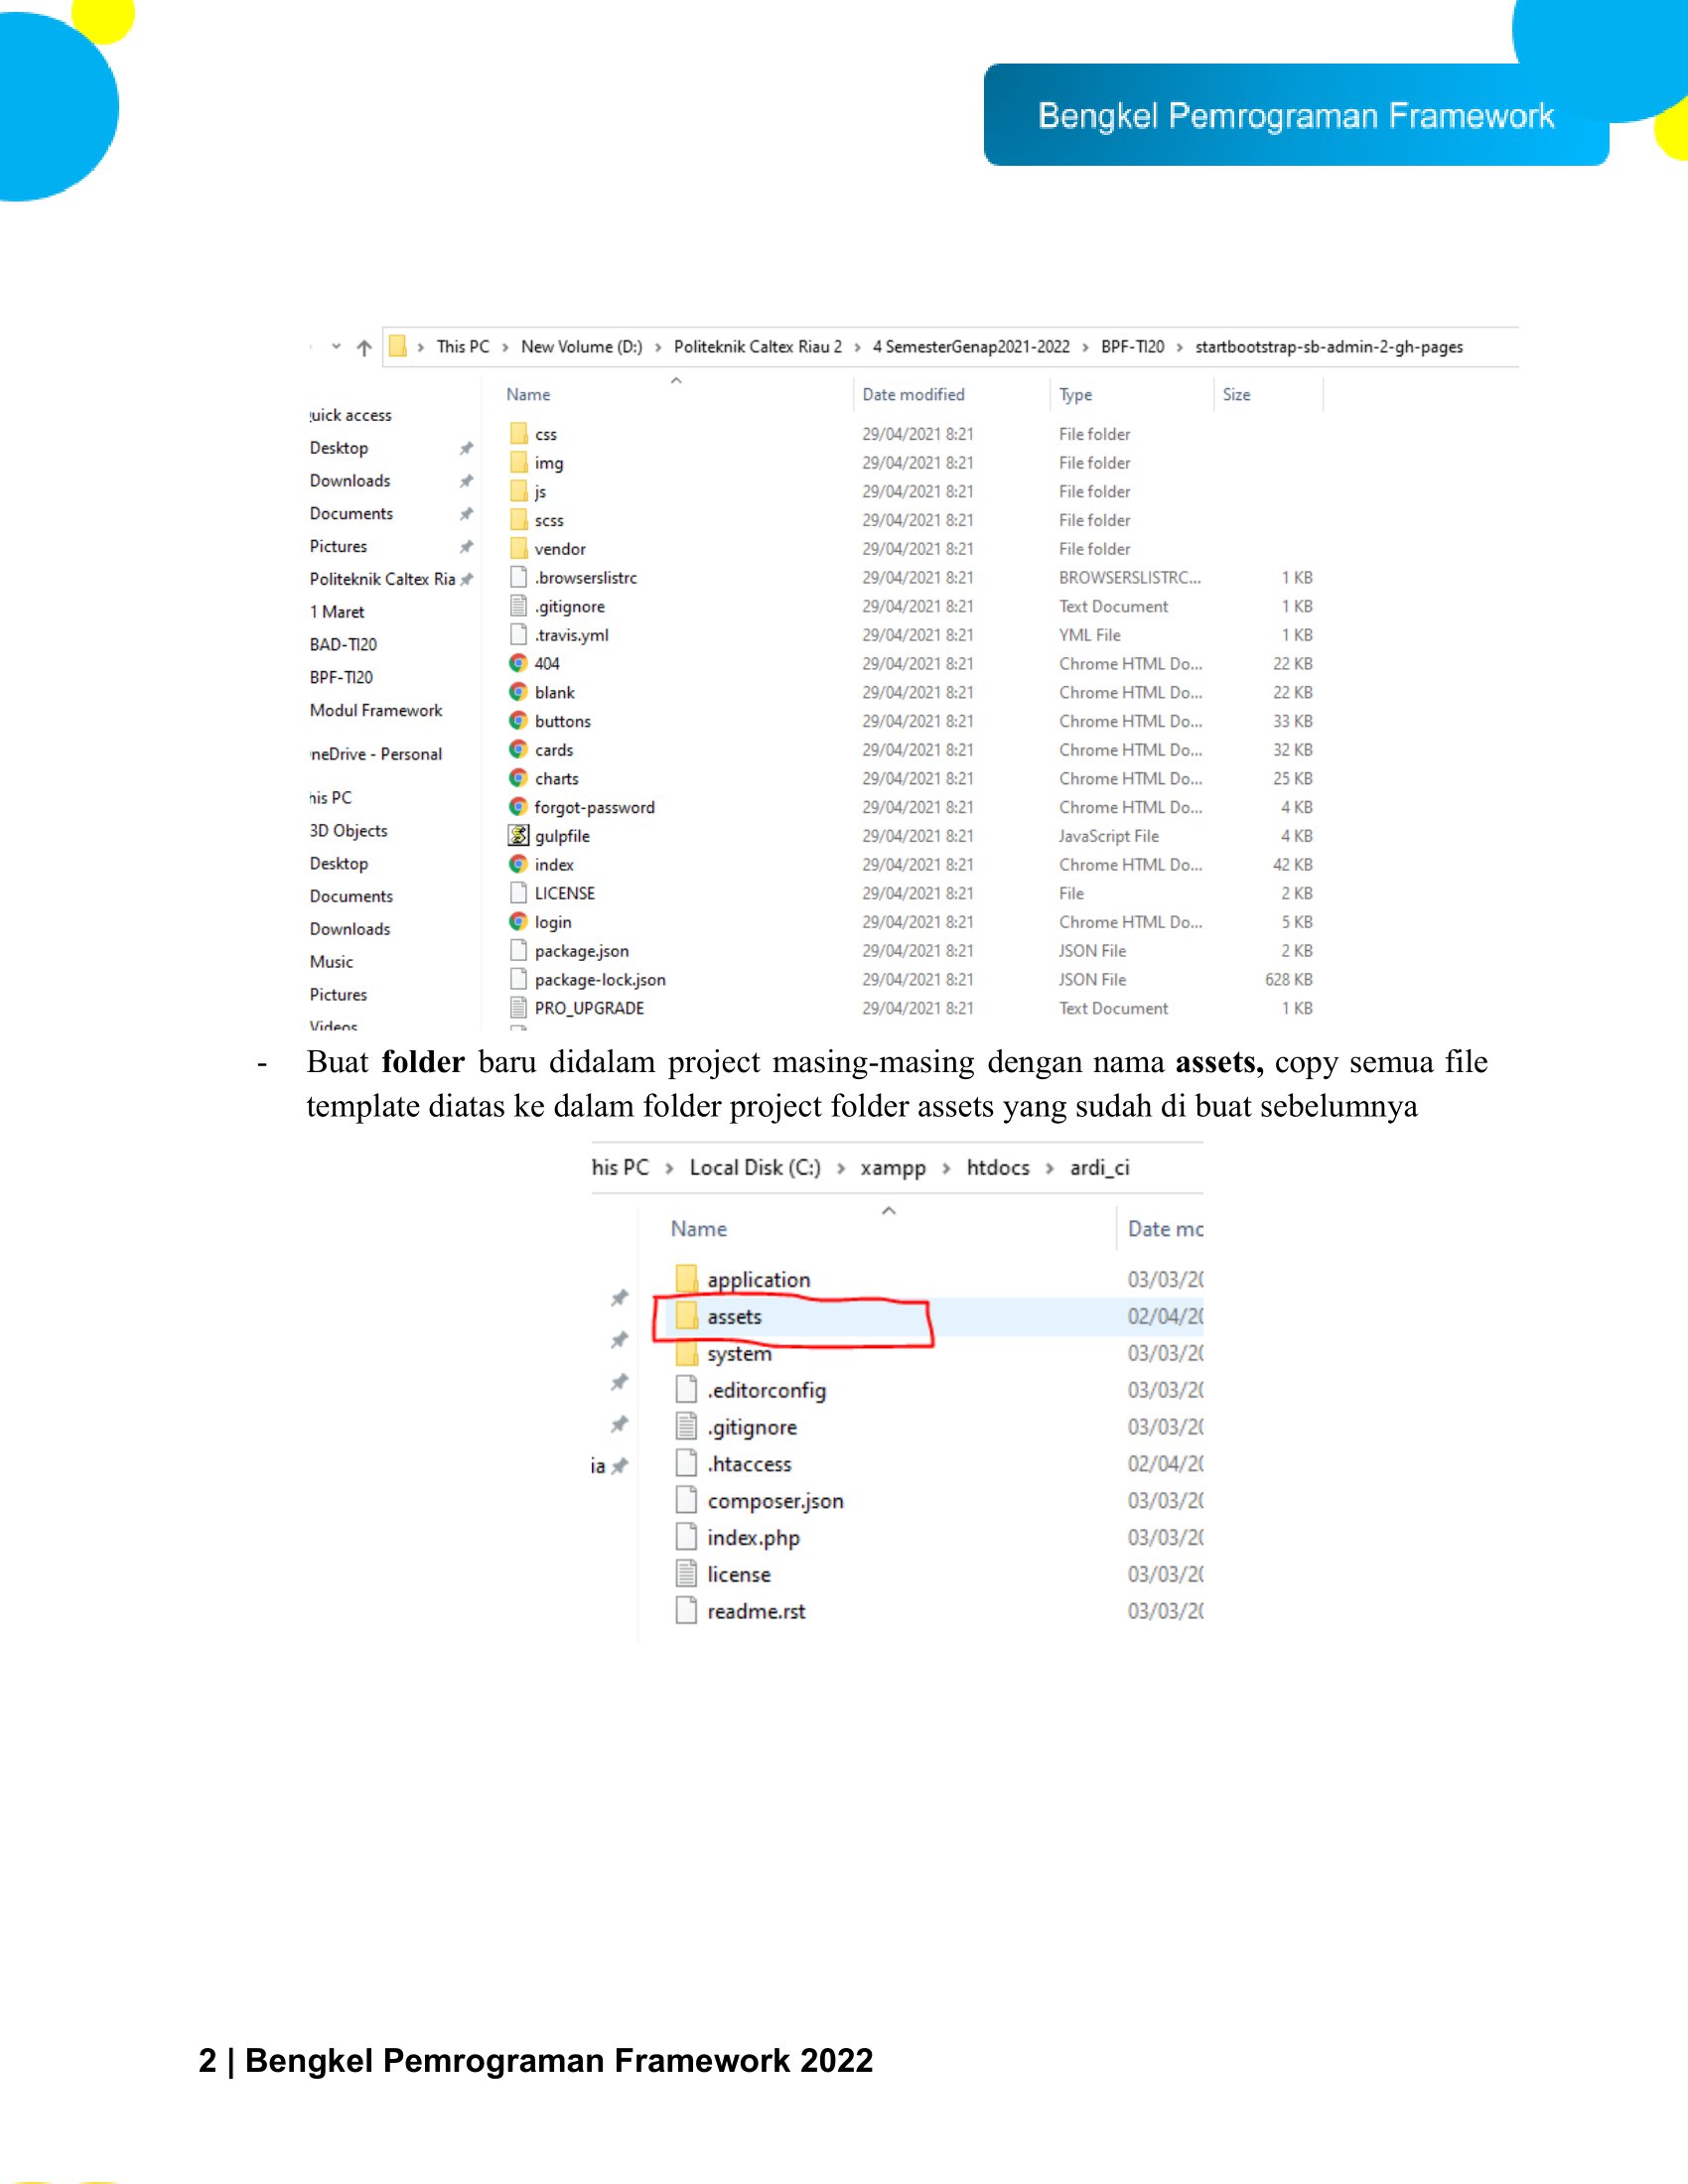 Bengkel Pemrograman Framework
This PC > New Volume (D:) > Politeknik Caltex Riau 2 > 4 SemesterGenap2021-2022 > BPF-TI20 > startbootstrap-sb-admin-2-gh-pages
Name Date modified Type Size
uick access
Desktop
Downloads
Documents
Pictures
Politeknik Caltex Ria
1 Maret
BAD-TI20
BPF-TI20
Modul Framework
neDrive - Personal
his PC
3D Objects
Desktop
Documents
Downloads
Music
Pictures
Videos
css 29/04/2021 8:21 File folder
img 29/04/2021 8:21 File folder
js 29/04/2021 8:21 File folder
scss 29/04/2021 8:21 File folder
vendor 29/04/2021 8:21 File folder
.browserslistrc 29/04/2021 8:21 BROWSERSLISTRC... 1 KB
.gitignore 29/04/2021 8:21 Text Document 1 KB
.travis.yml 29/04/2021 8:21 YML File 1 KB
404 29/04/2021 8:21 Chrome HTML Do... 22 KB
blank 29/04/2021 8:21 Chrome HTML Do... 22 KB
buttons 29/04/2021 8:21 Chrome HTML Do... 33 KB
cards 29/04/2021 8:21 Chrome HTML Do... 32 KB
charts 29/04/2021 8:21 Chrome HTML Do... 25 KB
forgot-password 29/04/2021 8:21 Chrome HTML Do... 4 KB
gulpfile 29/04/2021 8:21 JavaScript File 4 KB
index 29/04/2021 8:21 Chrome HTML Do... 42 KB
LICENSE 29/04/2021 8:21 File 2 KB
login 29/04/2021 8:21 Chrome HTML Do... 5 KB
package.json 29/04/2021 8:21 JSON File 2 KB
package-lock.json 29/04/2021 8:21 JSON File 628 KB
PRO_UPGRADE 29/04/2021 8:21 Text Document 1 KB
- Buat folder baru didalam project masing-masing dengan nama assets, copy semua file
template diatas ke dalam folder project folder assets yang sudah di buat sebelumnya
his PC > Local Disk (C:) > xampp > htdocs > ardi_ci
Name Date mo
application 03/03/20
assets 02/04/20
system 03/03/20
.editorconfig 03/03/20
.gitignore 03/03/20
ia
.htaccess 02/04/20
composer.json 03/03/20
index.php 03/03/20
license 03/03/20
readme.rst 03/03/20
2 | Bengkel Pemrograman Framework 2022